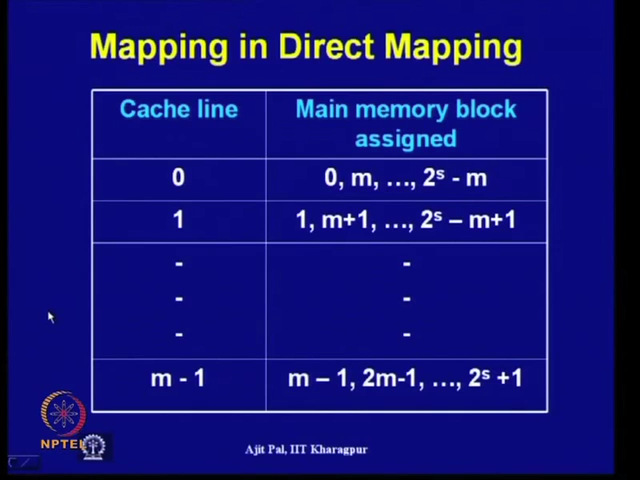 Mapping in Direct Mapping
Cache line
Main memory block
assigned
0
0, m, …, 2ˢ - m
1
1, m+1, …, 2ˢ – m+1
- -
- -
- -
m - 1
m – 1, 2m-1, …, 2ˢ +1
NPTEL
Ajit Pal, IIT Kharagpur